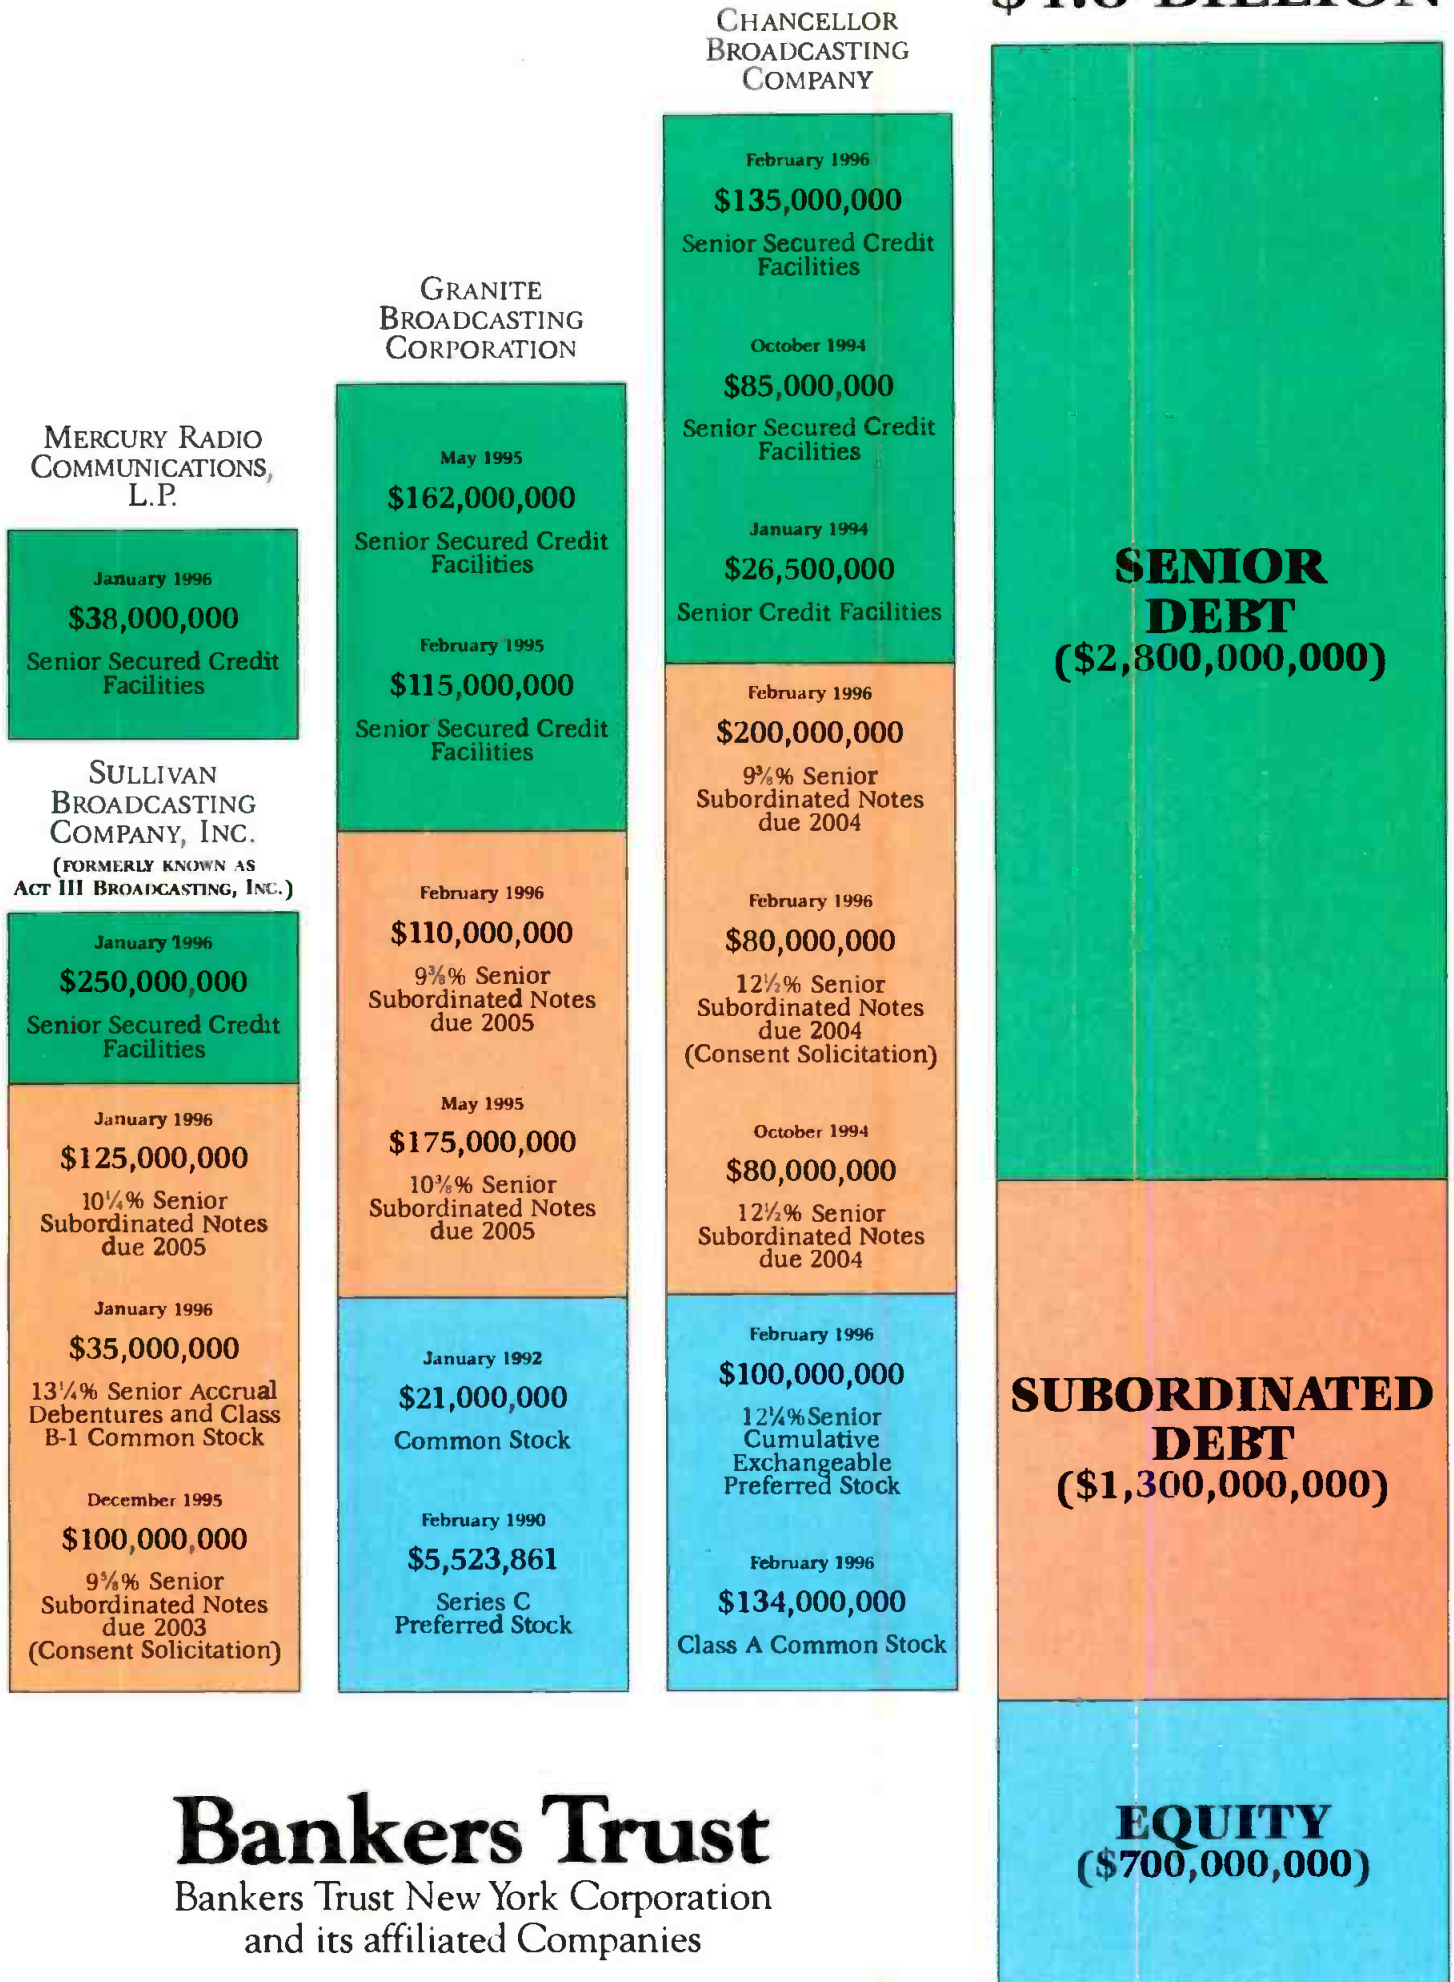 CHANCELLOR
BROADCASTING
COMPANY
February 1996
$135,000,000
Senior Secured Credit
Facilities
October 1994
$85,000,000
Senior Secured Credit
Facilities
January 1994
$26,500,000
Senior Credit Facilities
February 1996
$200,000,000
9⅜% Senior
Subordinated Notes
due 2004
February 1996
$80,000,000
12½% Senior
Subordinated Notes
due 2004
(Consent Solicitation)
October 1994
$80,000,000
12½% Senior
Subordinated Notes
due 2004
February 1996
$100,000,000
12¼% Senior
Cumulative
Exchangeable
Preferred Stock
February 1996
$134,000,000
Class A Common Stock
GRANITE
BROADCASTING
CORPORATION
May 1995
$162,000,000
Senior Secured Credit
Facilities
February 1995
$115,000,000
Senior Secured Credit
Facilities
February 1996
$110,000,000
9⅜% Senior
Subordinated Notes
due 2005
May 1995
$175,000,000
10⅜% Senior
Subordinated Notes
due 2005
January 1992
$21,000,000
Common Stock
February 1990
$5,523,861
Series C
Preferred Stock
MERCURY RADIO
COMMUNICATIONS,
L.P.
January 1996
$38,000,000
Senior Secured Credit
Facilities
SULLIVAN
BROADCASTING
COMPANY, INC.
(FORMERLY KNOWN AS
ACT III BROADCASTING, INC.)
January 1996
$250,000,000
Senior Secured Credit
Facilities
January 1996
$125,000,000
10¼% Senior
Subordinated Notes
due 2005
January 1996
$35,000,000
13¼% Senior Accrual
Debentures and Class
B-1 Common Stock
December 1995
$100,000,000
9⅝% Senior
Subordinated Notes
due 2003
(Consent Solicitation)
BILLION
SENIOR
DEBT
($2,800,000,000)
SUBORDINATED
DEBT
($1,300,000,000)
EQUITY
($700,000,000)
Bankers Trust
Bankers Trust New York Corporation
and its affiliated Companies